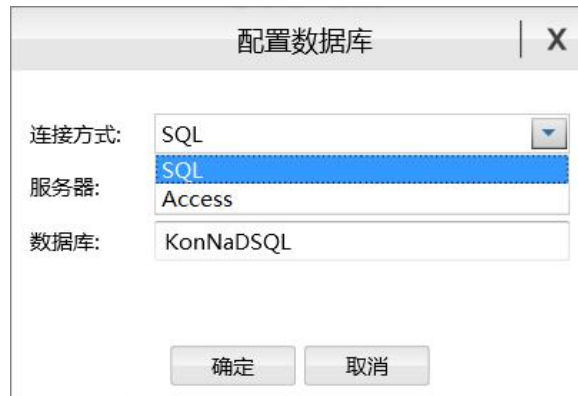 配置数据库
X
连接方式:
SQL
SQL
服务器:
Access
数据库:
KonNaDSQL
确定
取消